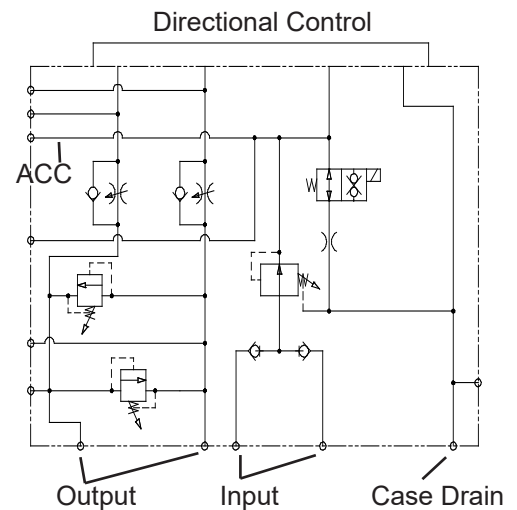 Directional Control
ACC
Output
Input
Case Drain